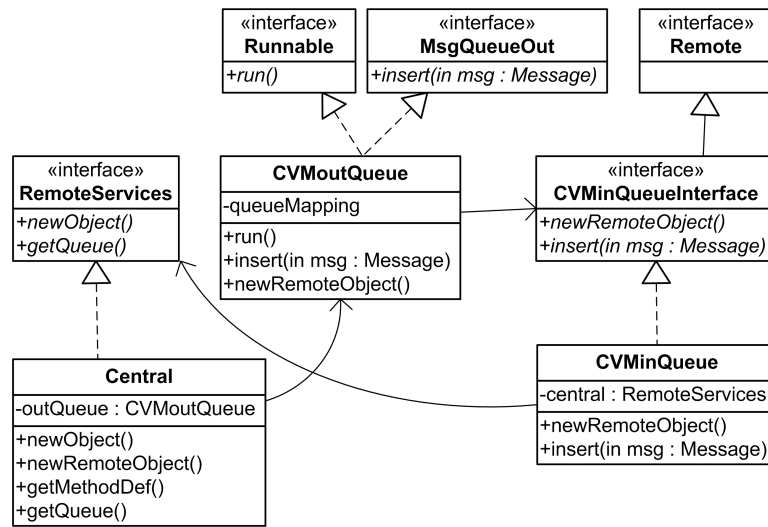 «interface»
Runnable
+run()
«interface»
MsgQueueOut
+insert(in msg : Message)
«interface»
Remote
«interface»
RemoteServices
+newObject()
+getQueue()
CVMoutQueue
-queueMapping
+run()
+insert(in msg : Message)
+newRemoteObject()
«interface»
CVMinQueueInterface
+newRemoteObject()
+insert(in msg : Message)
Central
-outQueue : CVMoutQueue
+newObject()
+newRemoteObject()
+getMethodDef()
+getQueue()
CVMinQueue
-central : RemoteServices
+newRemoteObject()
+insert(in msg : Message)